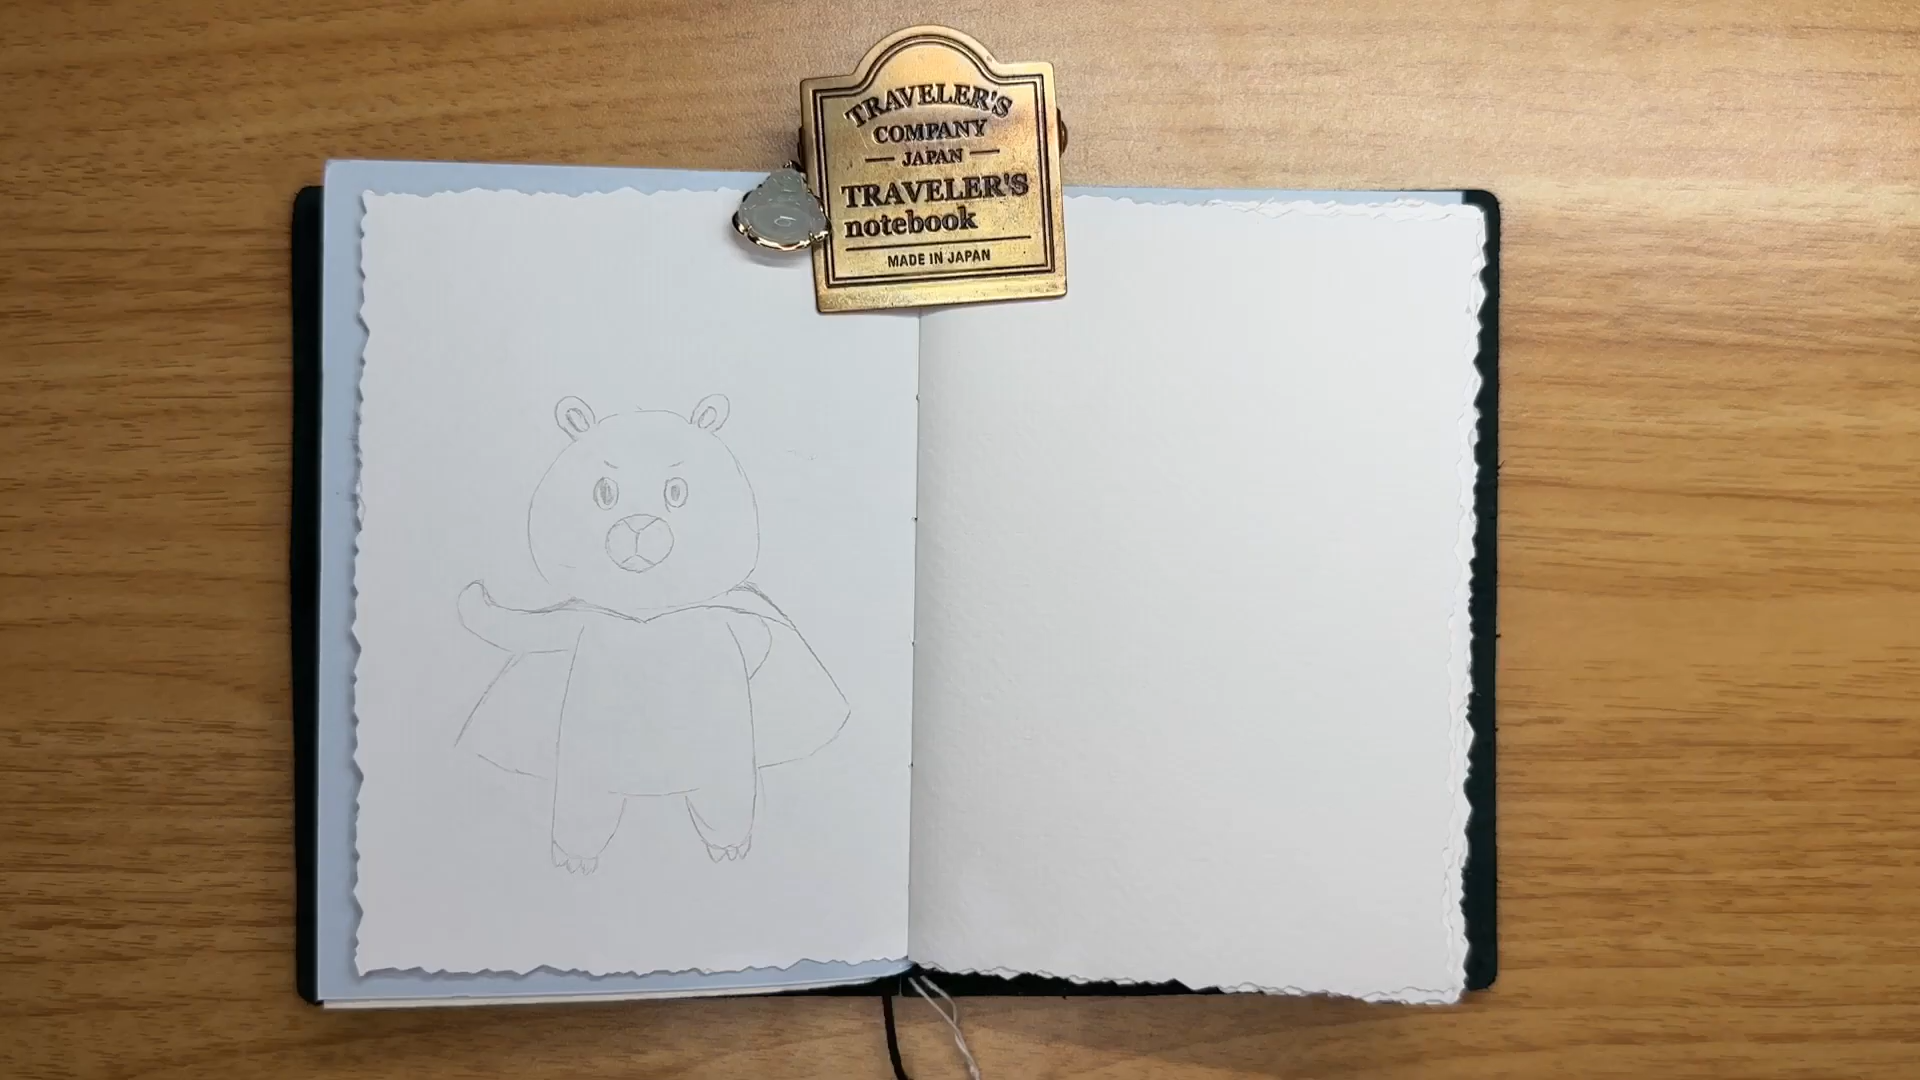 TRAVELER'S
COMPANY
JAPAN
TRAVELER'S
notebook
MADE IN JAPAN